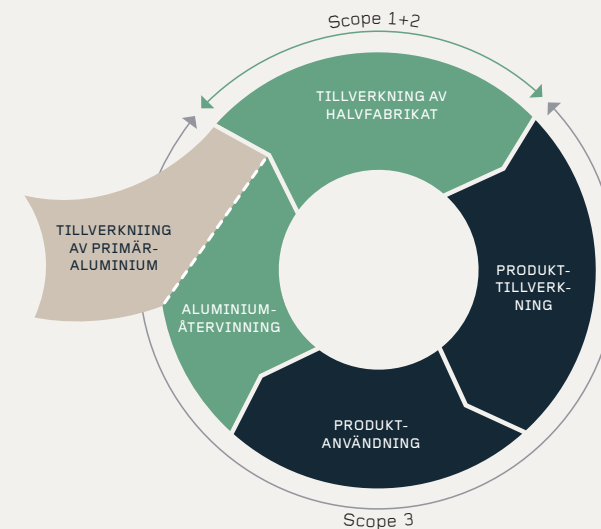 Scope 1+2
TILLVERKNING AV
HALVFABRIKAT
TILLVERKNIING
AV PRIMÄR-
ALUMINIUM
PRODUKT-
TILLVERK-
NING
ALUMINIUM-
ÅTERVINNING
PRODUKT-
ANVÄNDNING
Scope 3